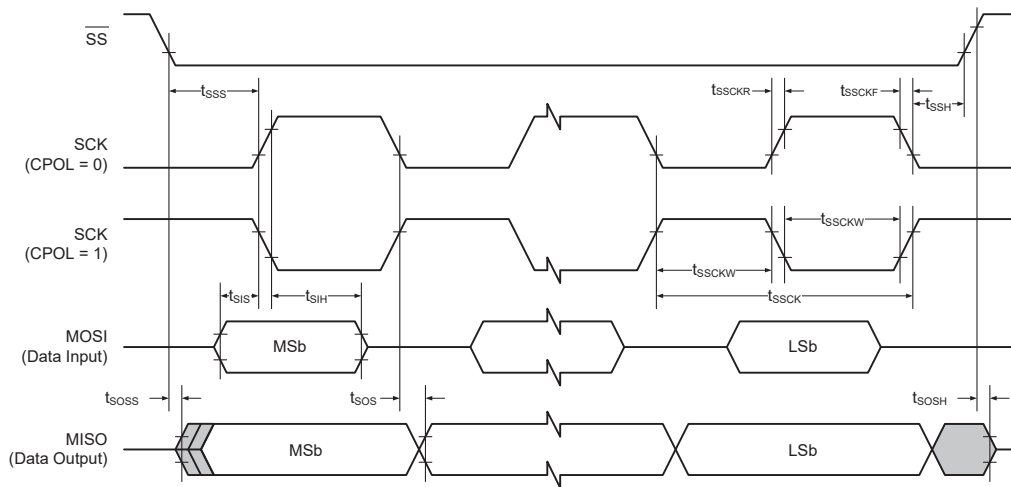 SS
tSSS
tSSCKR
tSSCKF
tSSH
SCK
(CPOL = 0)
SCK
(CPOL = 1)
tSSCKW
tSSCKW
tSSCK
tSIS
tSIH
MOSI
(Data Input)
MSb
LSb
tSOSS
tSOS
tSOSH
MISO
(Data Output)
MSb
LSb